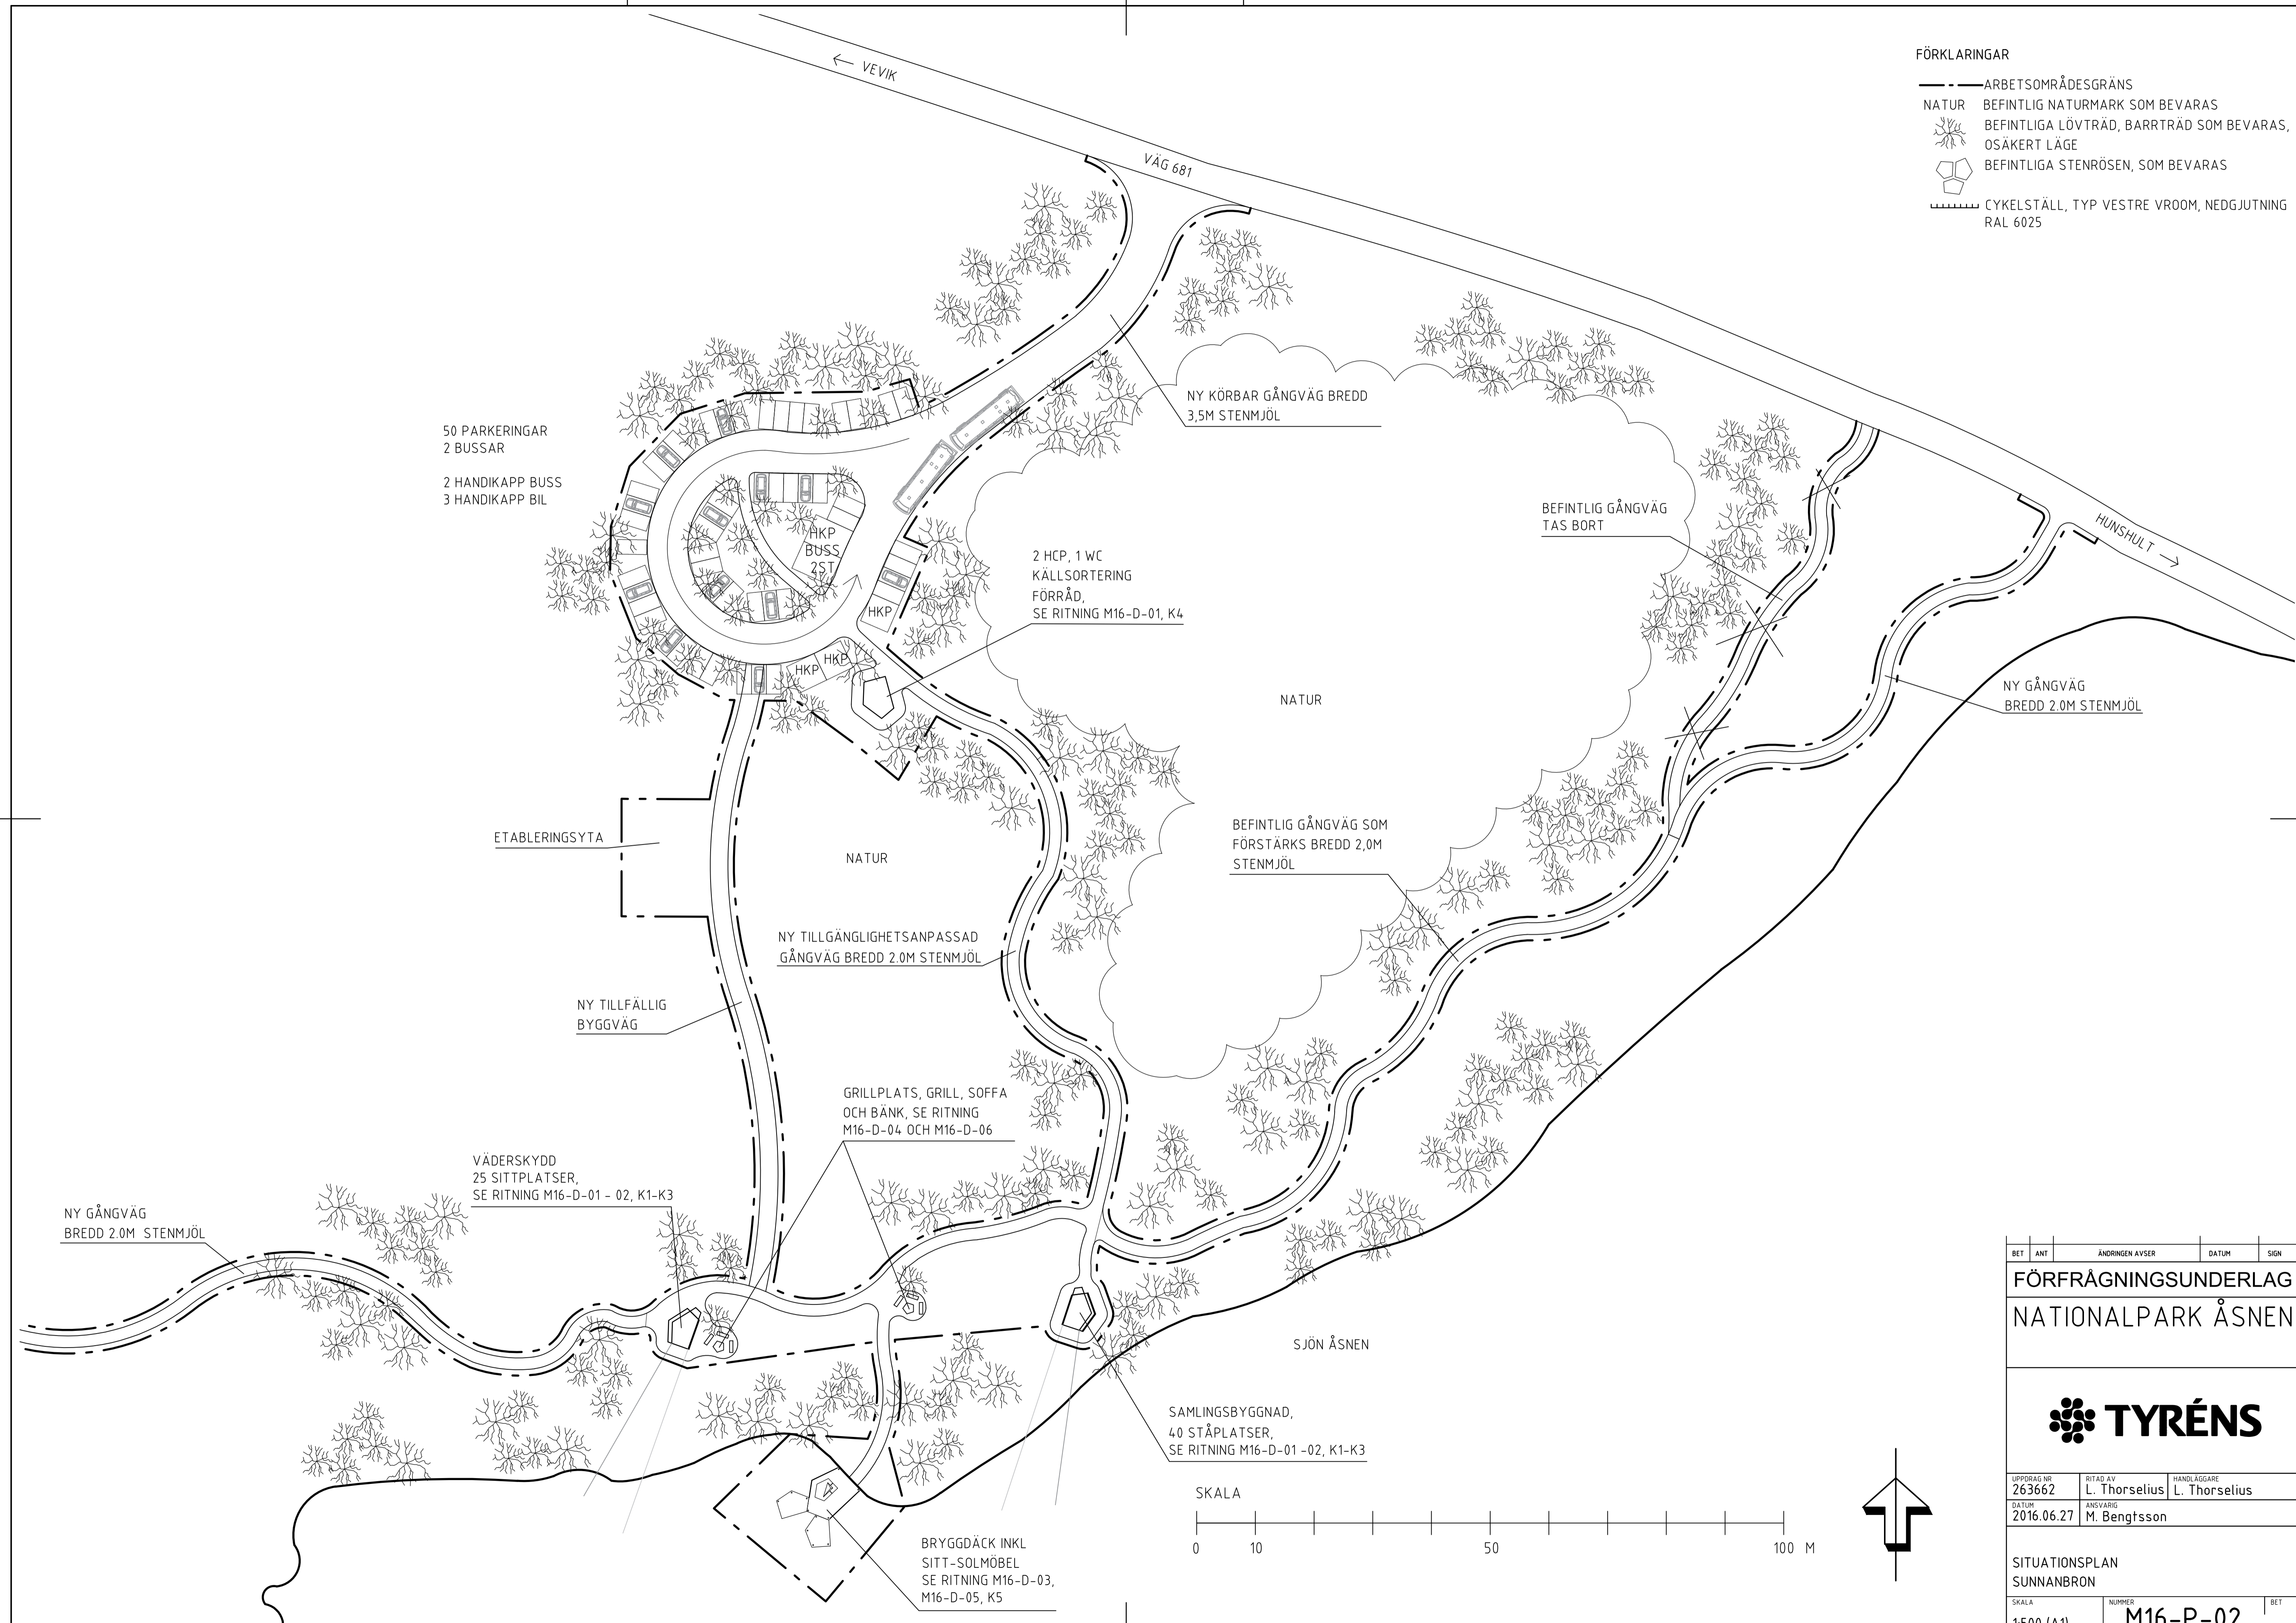 VEVIK
VÄG 681
HUNSHULT
FÖRKLARINGAR
ARBETSOMRÅDESGRÄNS
NATUR BEFINTLIG NATURMARK SOM BEVARAS
BEFINTLIGA LÖVTRÄD, BARRTRÄD SOM BEVARAS,
OSÄKERT LÄGE
BEFINTLIGA STENRÖSEN, SOM BEVARAS
CYKELSTÄLL, TYP VESTRE VROOM, NEDGJUTNING
RAL 6025
NY KÖRBAR GÅNGVÄG BREDD
3,5M STENMJÖL
50 PARKERINGAR
2 BUSSAR
2 HANDIKAPP BUSS
3 HANDIKAPP BIL
HKP
BUSS
2ST
HKP
HKP
HKP
2 HCP, 1 WC
KÄLLSORTERING
FÖRRÅD,
SE RITNING M16-D-01, K4
BEFINTLIG GÅNGVÄG
TAS BORT
NATUR
NY GÅNGVÄG
BREDD 2.0M STENMJÖL
ETABLERINGSYTA
NATUR
BEFINTLIG GÅNGVÄG SOM
FÖRSTÄRKS BREDD 2,0M
STENMJÖL
NY TILLGÄNGLIGHETSANPASSAD
GÅNGVÄG BREDD 2.0M STENMJÖL
NY TILLFÄLLIG
BYGGVÄG
GRILLPLATS, GRILL, SOFFA
OCH BÄNK, SE RITNING
M16-D-04 OCH M16-D-06
VÄDERSKYDD
25 SITTPLATSER,
SE RITNING M16-D-01 - 02, K1-K3
NY GÅNGVÄG
BREDD 2.0M STENMJÖL
SJÖN ÅSNEN
SAMLINGSBYGGNAD,
40 STÅPLATSER,
SE RITNING M16-D-01 -02, K1-K3
BRYGGDÄCK INKL
SITT-SOLMÖBEL
SE RITNING M16-D-03,
M16-D-05, K5
SKALA
0 10 50 100 M
BET ANT ÄNDRINGEN AVSER DATUM SIGN
FÖRFRÅGNINGSUNDERLAG
NATIONALPARK ÅSNEN
TYRÉNS
UPPDRAG NR RITAD AV HANDLÄGGARE
263662 L. Thorselius L. Thorselius
DATUM ANSVARIG
2016.06.27 M. Bengtsson
SITUATIONSPLAN
SUNNANBRON
SKALA NUMMER BET
1:500 (A1) M16-P-02